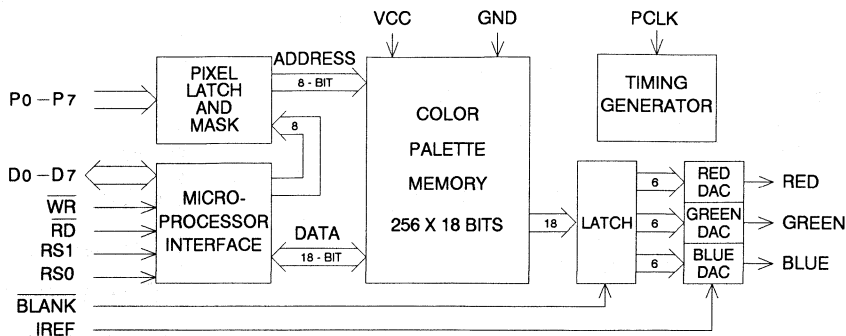 VCC
GND
PCLK
PIXEL
LATCH
AND
MASK
ADDRESS
8 - BIT
COLOR
PALETTE
MEMORY
256 X 18 BITS
TIMING
GENERATOR
P0-P7
8
D0-D7
WR
RD
RS1
RS0
MICRO-
PROCESSOR
INTERFACE
DATA
18 - BIT
18
LATCH
6
6
6
RED
DAC
GREEN
DAC
BLUE
DAC
RED
GREEN
BLUE
BLANK
IREF